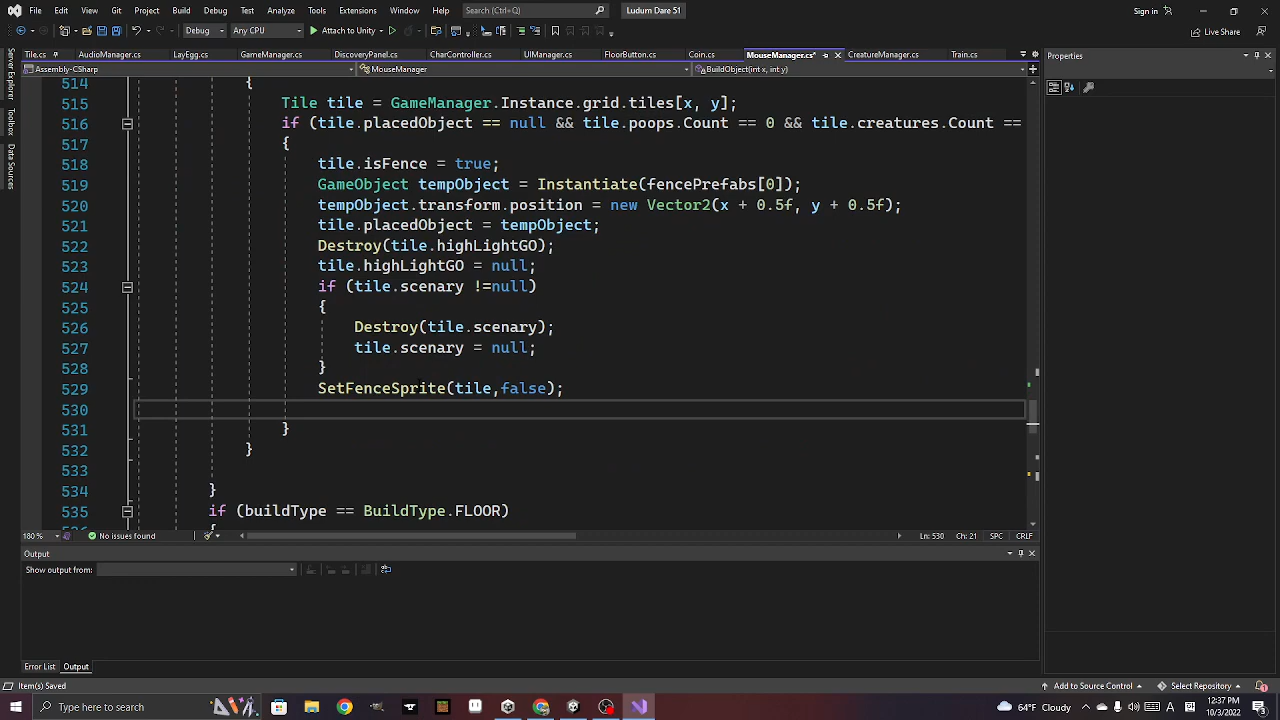 File Edit View Git Project Build Debug Test Analyze Tools Extensions Window Help Search (Ctrl+Q) Ludum Dare 51 Sign in
Debug Any CPU Attach to Unity Live Share
Tile.cs AudioManager.cs LayEgg.cs GameManager.cs DiscoveryPanel.cs CharController.cs UIManager.cs FloorButton.cs Coin.cs MouseManager.cs* CreatureManager.cs Train.cs Properties
Assembly-CSharp MouseManager BuildObject(int x, int y)
Server Explorer
Toolbox
Data Sources
514 {
515 Tile tile = GameManager.Instance.grid.tiles[x, y];
516 if (tile.placedObject == null && tile.poops.Count == 0 && tile.creatures.Count ==
517 {
518 tile.isFence = true;
519 GameObject tempObject = Instantiate(fencePrefabs[0]);
520 tempObject.transform.position = new Vector2(x + 0.5f, y + 0.5f);
521 tile.placedObject = tempObject;
522 Destroy(tile.highLightGO);
523 tile.highLightGO = null;
524 if (tile.scenary !=null)
525 {
526 Destroy(tile.scenary);
527 tile.scenary = null;
528 }
529 SetFenceSprite(tile,false);
530
531 }
532 }
533
534 }
535 if (buildType == BuildType.FLOOR)
180% No issues found Ln: 530 Ch: 21 SPC CRLF
Output
Show output from:
Error List Output
Item(s) Saved Add to Source Control Select Repository
Type here to search 64°F Cloudy A 12:37 PM
10/3/2022